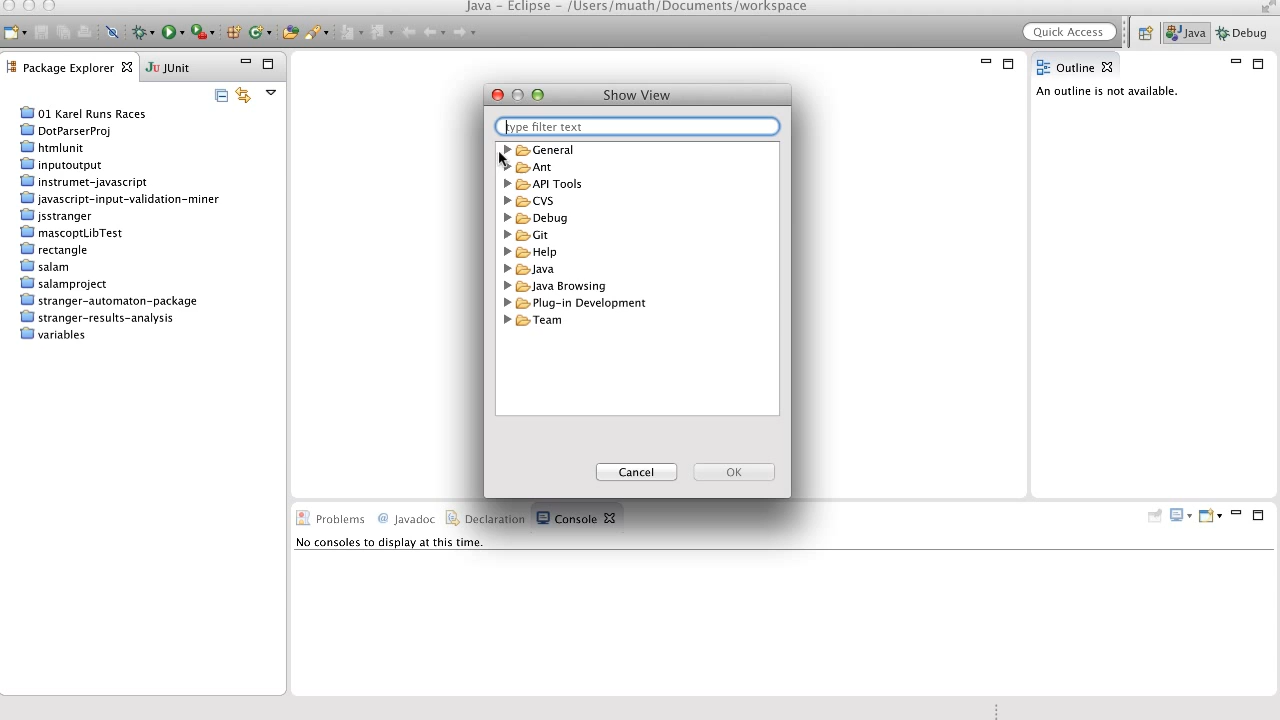 Java - Eclipse - /Users/muath/Documents/workspace
Quick Access
Java
Debug
Package Explorer
JUnit
01 Karel Runs Races
DotParserProj
htmlunit
inputoutput
instrumet-javascript
javascript-input-validation-miner
jsstranger
mascoptLibTest
rectangle
salam
salamproject
stranger-automaton-package
stranger-results-analysis
variables
Show View
type filter text
General
Ant
API Tools
CVS
Debug
Git
Help
Java
Java Browsing
Plug-in Development
Team
Cancel
OK
Outline
An outline is not available.
Problems
@ Javadoc
Declaration
Console
No consoles to display at this time.